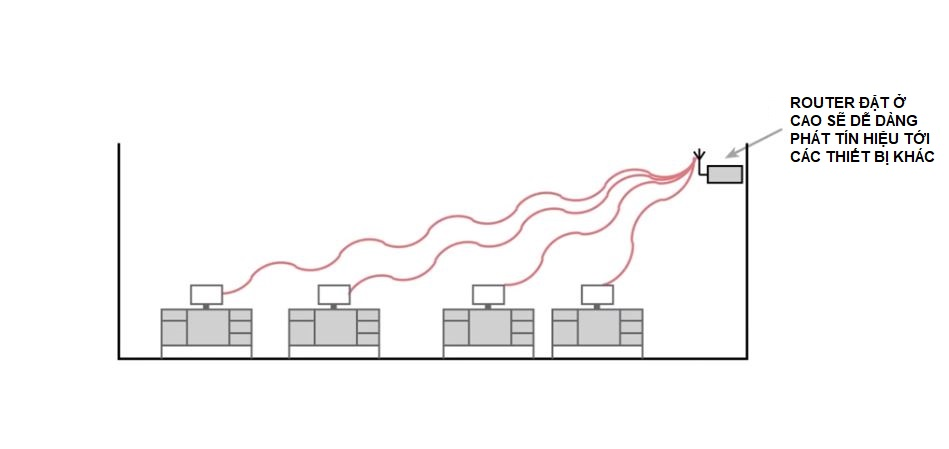 ROUTER ĐẶT Ở
CAO SẼ DỄ DÀNG
PHÁT TÍN HIỆU TỚI
CÁC THIẾT BỊ KHÁC